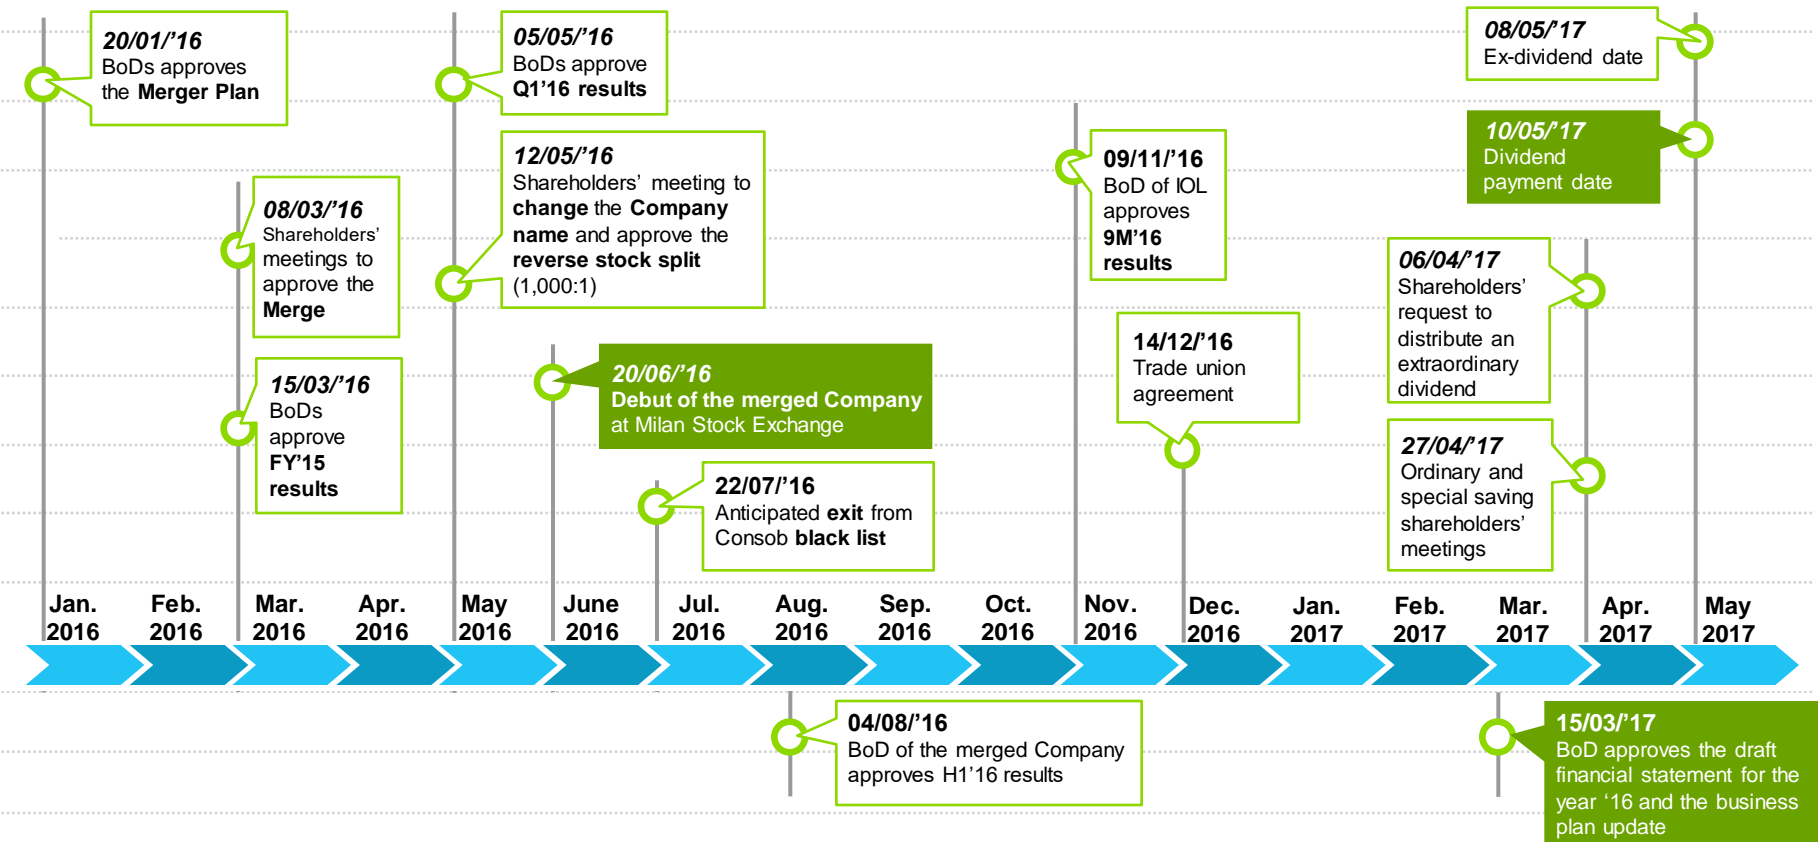 20/01/'16
BoDs approves
the Merger Plan
08/03/'16
Shareholders'
meetings to
approve the
Merge
15/03/'16
BoDs
approve
FY'15
results
05/05/'16
BoDs approve
Q1'16 results
12/05/'16
Shareholders' meeting to
change the Company
name and approve the
reverse stock split
(1,000:1)
20/06/'16
Debut of the merged Company
at Milan Stock Exchange
22/07/'16
Anticipated exit from
Consob black list
09/11/'16
BoD of IOL
approves
9M'16
results
14/12/'16
Trade union
agreement
08/05/'17
Ex-dividend date
10/05/'17
Dividend
payment date
06/04/'17
Shareholders'
request to
distribute an
extraordinary
dividend
27/04/'17
Ordinary and
special saving
shareholders'
meetings
Jan. Feb. Mar. Apr. May June Jul. Aug. Sep. Oct. Nov. Dec. Jan. Feb. Mar. Apr. May
2016 2016 2016 2016 2016 2016 2016 2016 2016 2016 2016 2016 2017 2017 2017 2017 2017
04/08/'16
BoD of the merged Company
approves H1'16 results
15/03/'17
BoD approves the draft
financial statement for the
year '16 and the business
plan update